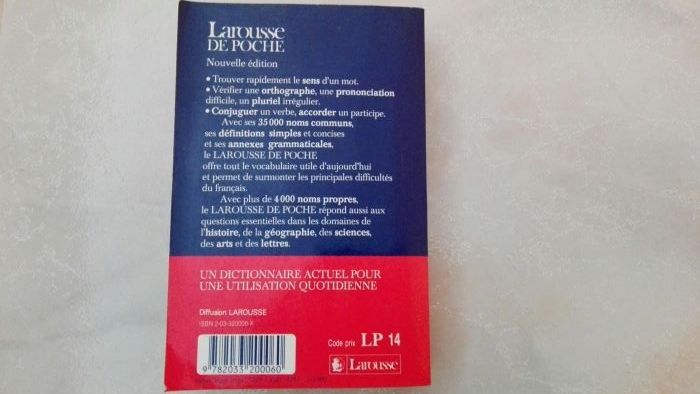 Larousse
DE POCHE
Nouvelle édition
• Trouver rapidement le sens d'un mot.
• Vérifier une orthographe, une prononciation
difficile, un pluriel irrégulier.
• Conjuguer un verbe, accorder un participe.
Avec ses 35 000 noms communs,
ses définitions simples et concises
et ses annexes grammaticales,
le LAROUSSE DE POCHE
offre tout le vocabulaire utile d'aujourd'hui
et permet de surmonter les principales difficultés
du français.
Avec plus de 4 000 noms propres,
le LAROUSSE DE POCHE répond aussi aux
questions essentielles dans les domaines de
l'histoire, de la géographie, des sciences,
des arts et des lettres.
UN DICTIONNAIRE ACTUEL POUR
UNE UTILISATION QUOTIDIENNE
Diffusion LAROUSSE
ISBN 2-03-320006-X
Code prix LP 14
9 782033 200060
Larousse